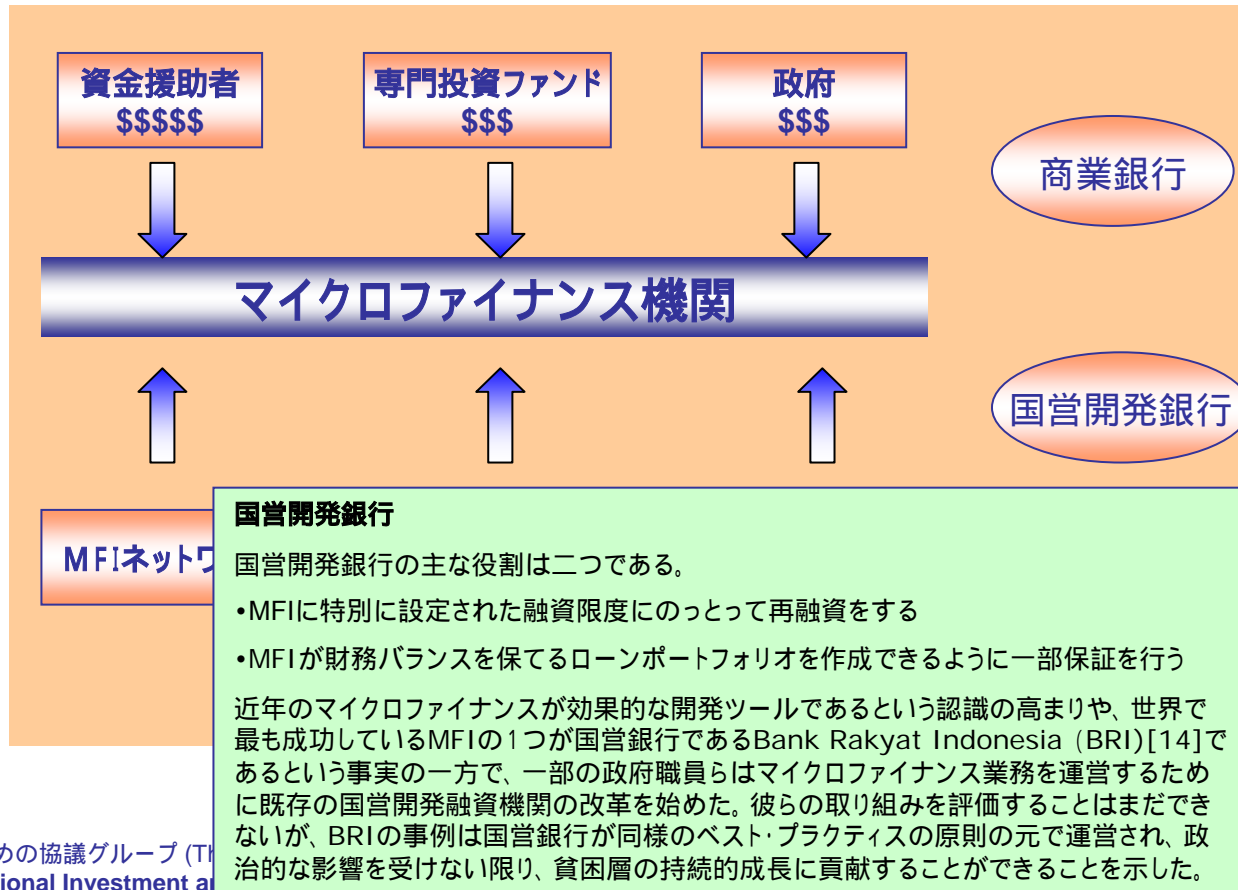 資金援助者
$$$$$
専門投資ファンド
$$$
政府
$$$
商業銀行
マイクロファイナンス機関
国営開発銀行
MFIネットワ
国営開発銀行
国営開発銀行の主な役割は二つである。
•MFIに特別に設定された融資限度にのっとって再融資をする
•MFIが財務バランスを保てるローンポートフォリオを作成できるように一部保証を行う
近年のマイクロファイナンスが効果的な開発ツールであるという認識の高まりや、世界で
最も成功しているMFIの1つが国営銀行であるBank Rakyat Indonesia (BRI)[14]で
あるという事実の一方で、一部の政府職員らはマイクロファイナンス業務を運営するため
に既存の国営開発融資機関の改革を始めた。彼らの取り組みを評価することはまだでき
ないが、BRIの事例は国営銀行が同様のベスト・プラクティスの原則の元で運営され、政
治的な影響を受けない限り、貧困層の持続的成長に貢献することができることを示した。
めの協議グループ (Th
ional Investment a